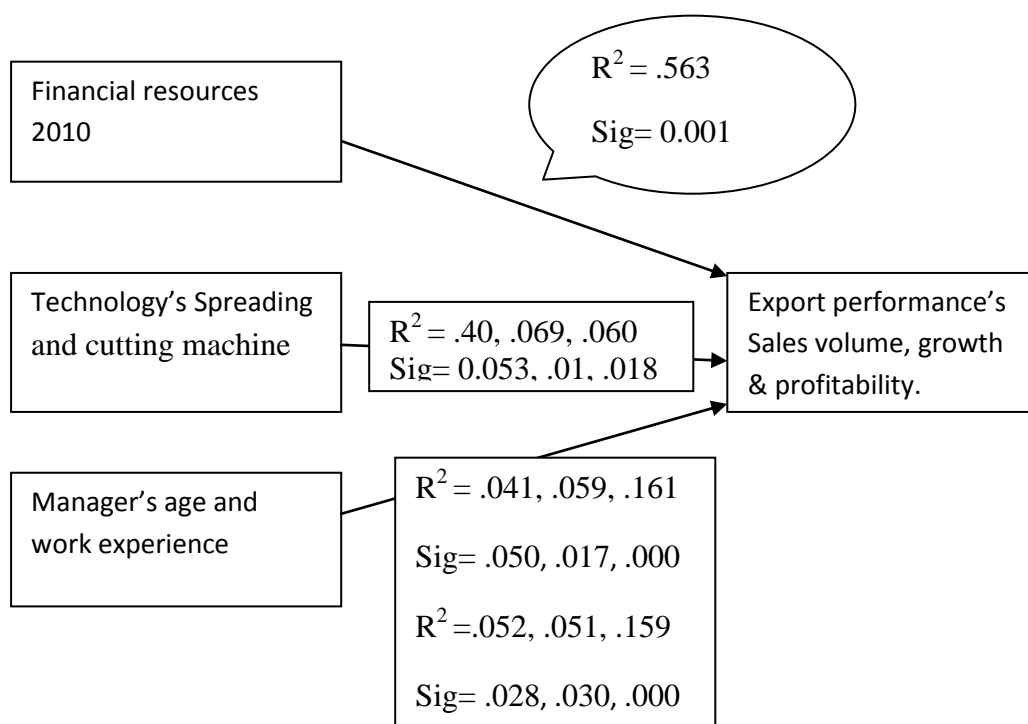 Financial resources
2010
R² = .563
Sig= 0.001
Technology’s Spreading
and cutting machine
R² = .40, .069, .060
Sig= 0.053, .01, .018
Export performance’s
Sales volume, growth
& profitability.
Manager’s age and
work experience
R² = .041, .059, .161
Sig= .050, .017, .000
R² =.052, .051, .159
Sig= .028, .030, .000